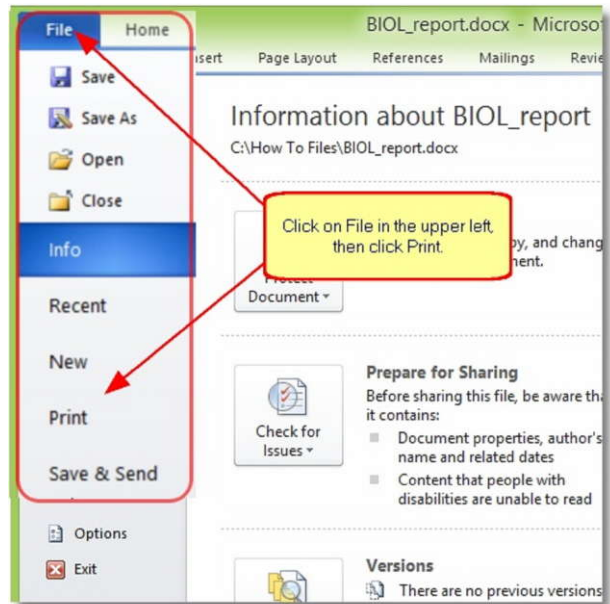 File Home
BIOL_report.docx - Microso
Page Layout References Mailings Revie
Save
Save As
Open
Close
Info
Recent
New
Print
Save & Send
Options
Exit
Information about BIOL_report
C:\How To Files\BIOL_report.docx
Click on File in the upper left,
then click Print.
and chang
Document
Prepare for Sharing
Before sharing this file, be aware tha
it contains:
Check for
Issues
Document properties, author's
name and related dates
Content that people with
disabilities are unable to read
Versions
There are no previous versions